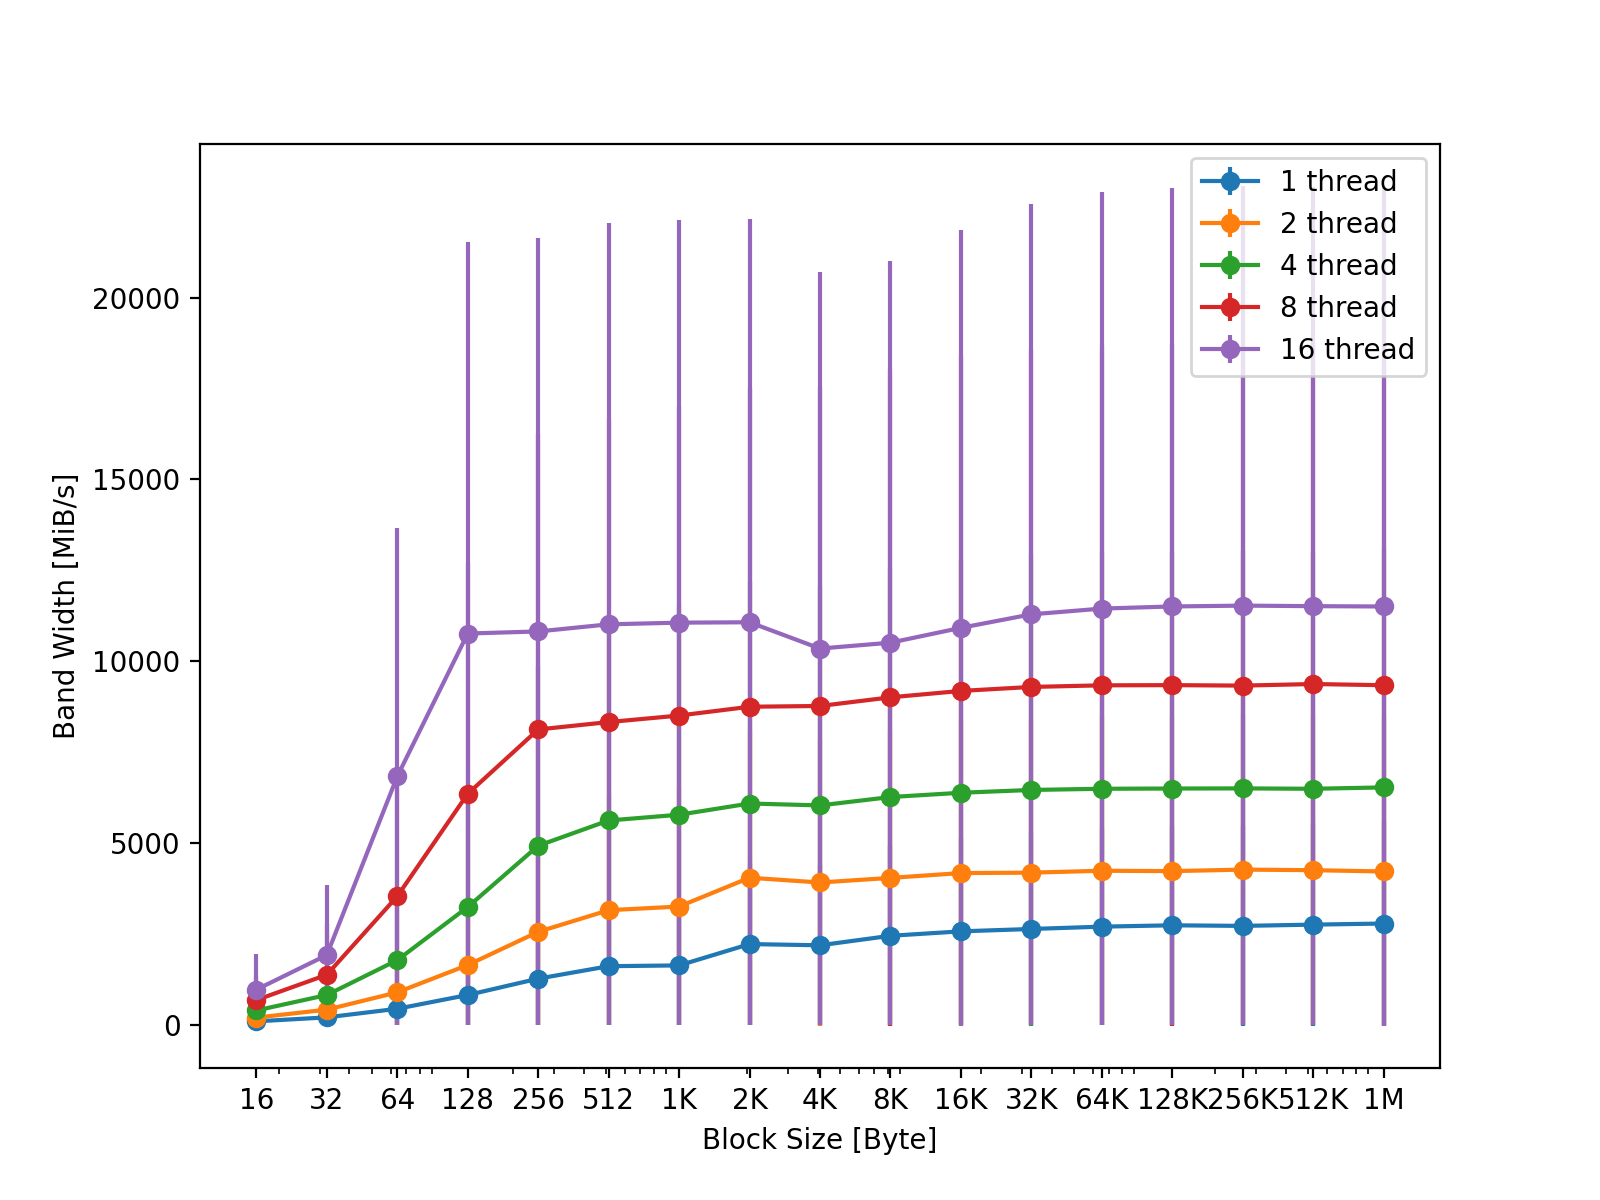 1 thread
2 thread
4 thread
8 thread
16 thread
20000
15000
10000
5000
0
Band Width [MiB/s]
16 32 64 128 256 512 1K 2K 4K 8K 16K 32K 64K 128K 256K 512K 1M
Block Size [Byte]